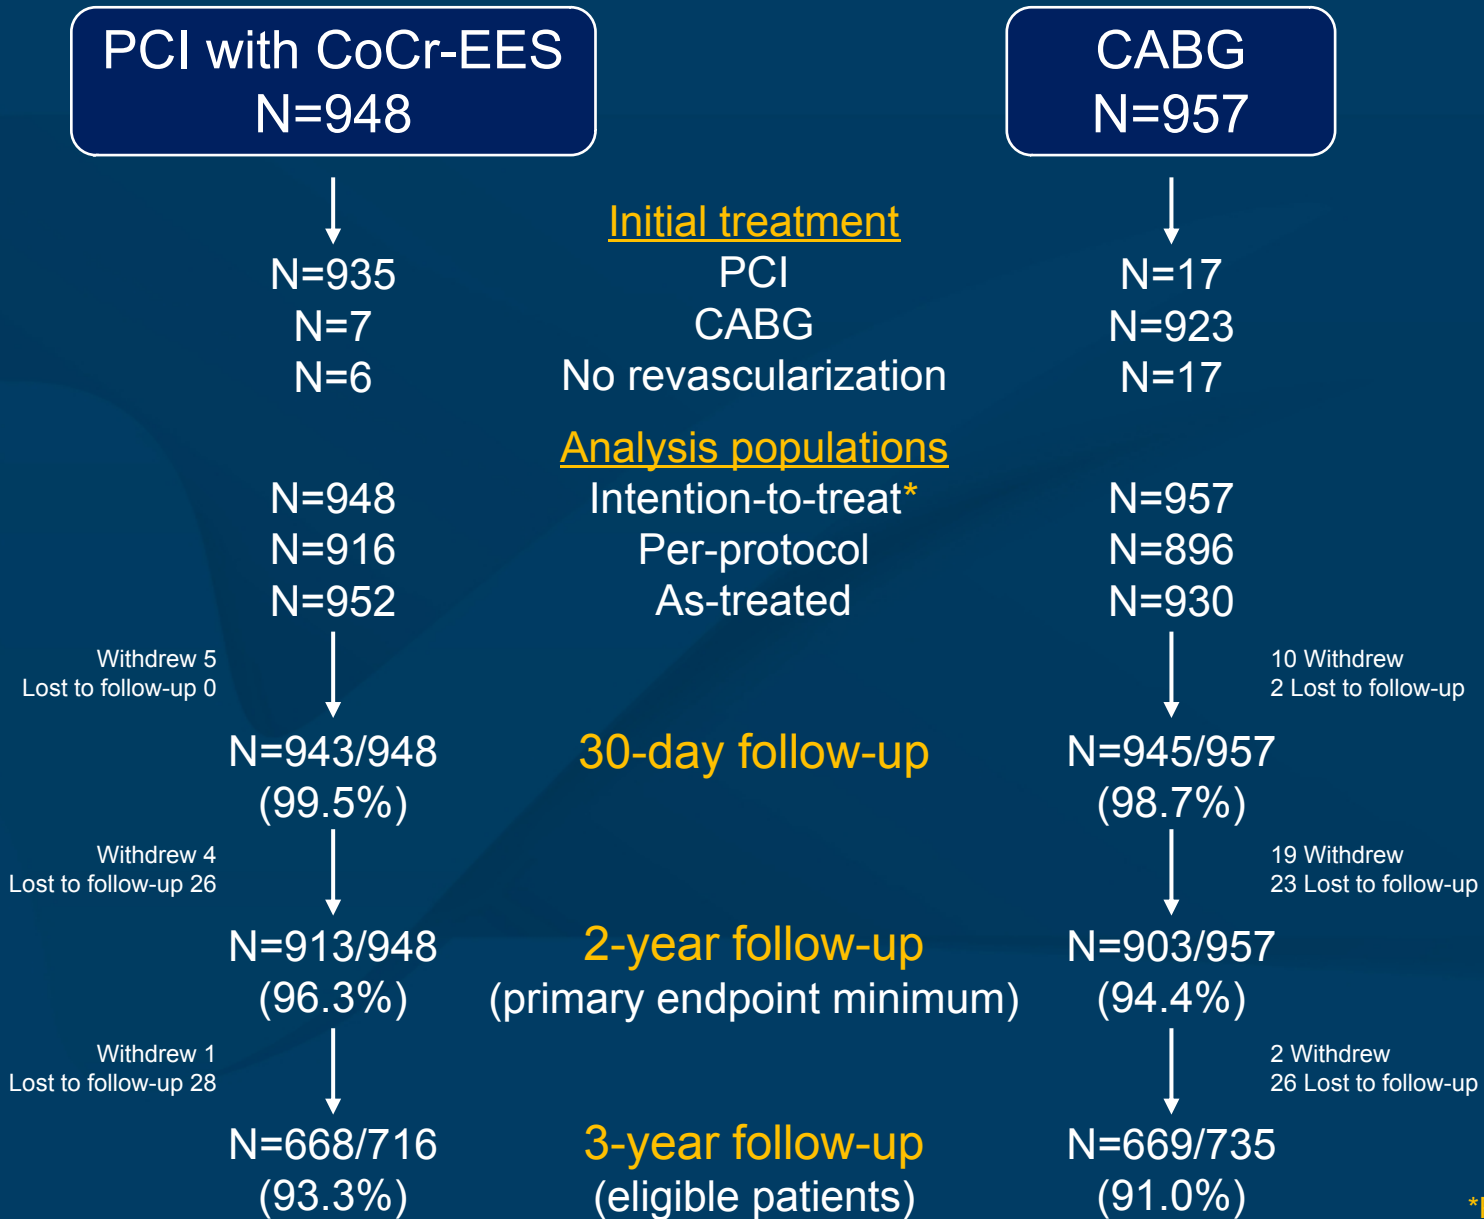 PCI with CoCr-EES
N=948
CABG
N=957
Initial treatment
N=935 PCI N=17
N=7 CABG N=923
N=6 No revascularization N=17
Analysis populations
N=948 Intention-to-treat* N=957
N=916 Per-protocol N=896
N=952 As-treated N=930
Withdrew 5
Lost to follow-up 0
10 Withdrew
2 Lost to follow-up
N=943/948 30-day follow-up N=945/957
(99.5%) (98.7%)
Withdrew 4
Lost to follow-up 26
19 Withdrew
23 Lost to follow-up
N=913/948 2-year follow-up N=903/957
(96.3%) (primary endpoint minimum) (94.4%)
Withdrew 1
Lost to follow-up 28
2 Withdrew
26 Lost to follow-up
N=668/716 3-year follow-up N=669/735
(93.3%) (eligible patients) (91.0%)